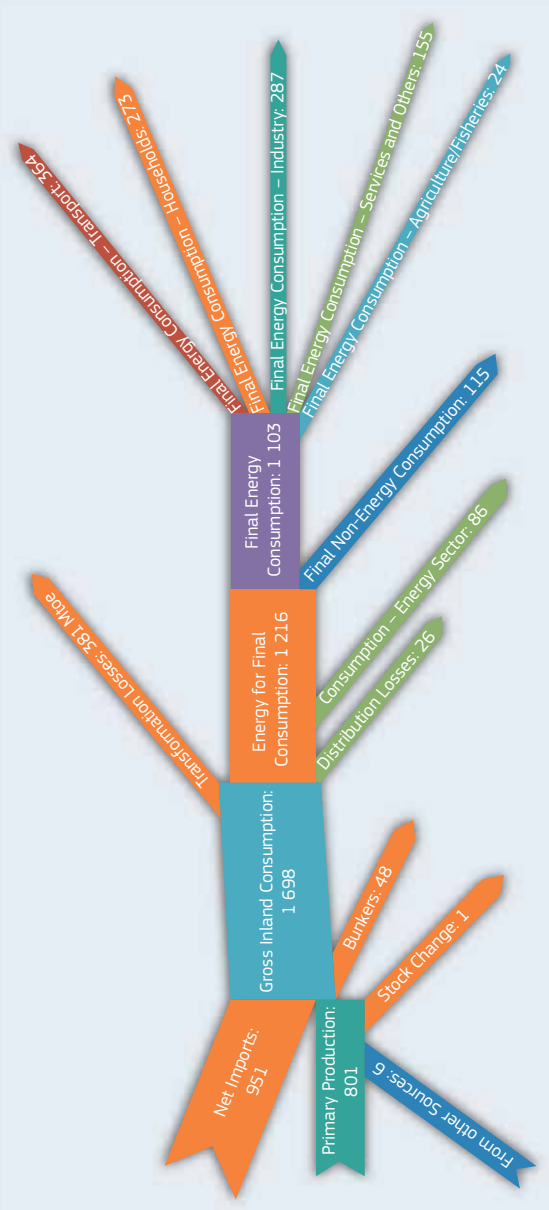 Final Energy Consumption – Transport: 364
Final Energy Consumption – Households: 273
Final Energy Consumption – Industry: 287
Final Energy Consumption – Services and Others: 155
Final Energy Consumption – Agriculture/Fisheries: 24
Final Energy
Consumption: 1 103
Final Non-Energy Consumption: 115
Consumption – Energy Sector: 86
Distribution Losses: 26
Energy for Final
Consumption: 1 216
Transformation Losses: 381 Mtoe
Gross Inland Consumption:
1 698
Bunkers: 48
Stock Change: 1
Net Imports:
951
Primary Production:
801
From other Sources: 6